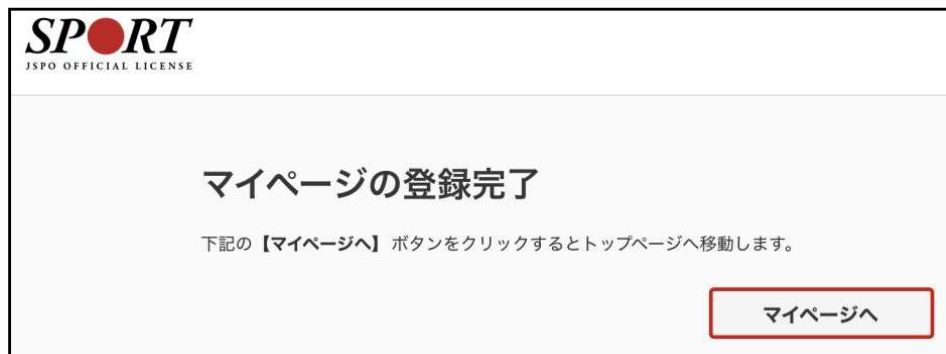 SPORT
JSPO OFFICIAL LICENSE
マイページの登録完了
下記の【マイページへ】ボタンをクリックするとトップページへ移動します。
マイページへ